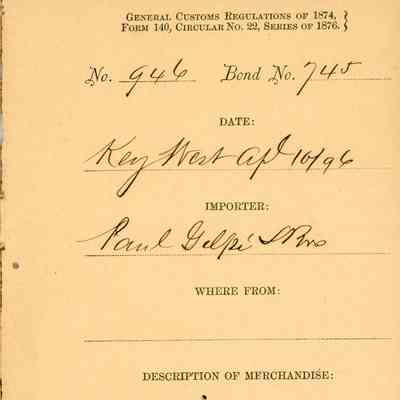 GENERAL CUSTOMS REGULATIONS OF 1874,
FORM 140, CIRCULAR NO. 22, SERIES OF 1876.
No. 946 Bond No. 745
DATE:
Key West Apl 10/96
IMPORTER:
Paul Gelpi & Bro
WHERE FROM:
DESCRIPTION OF MERCHANDISE: